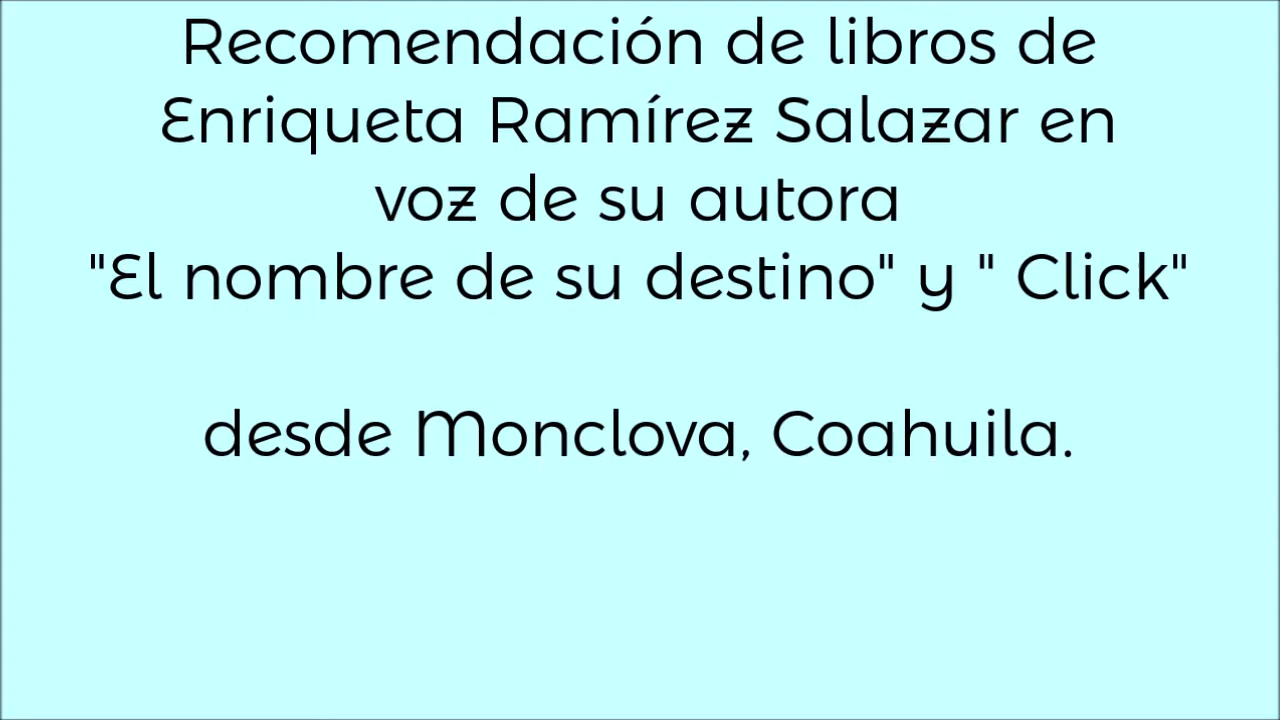 Recomendación de libros de
Enriqueta Ramírez Salazar en
voz de su autora
"El nombre de su destino" y " Click"
desde Monclova, Coahuila.